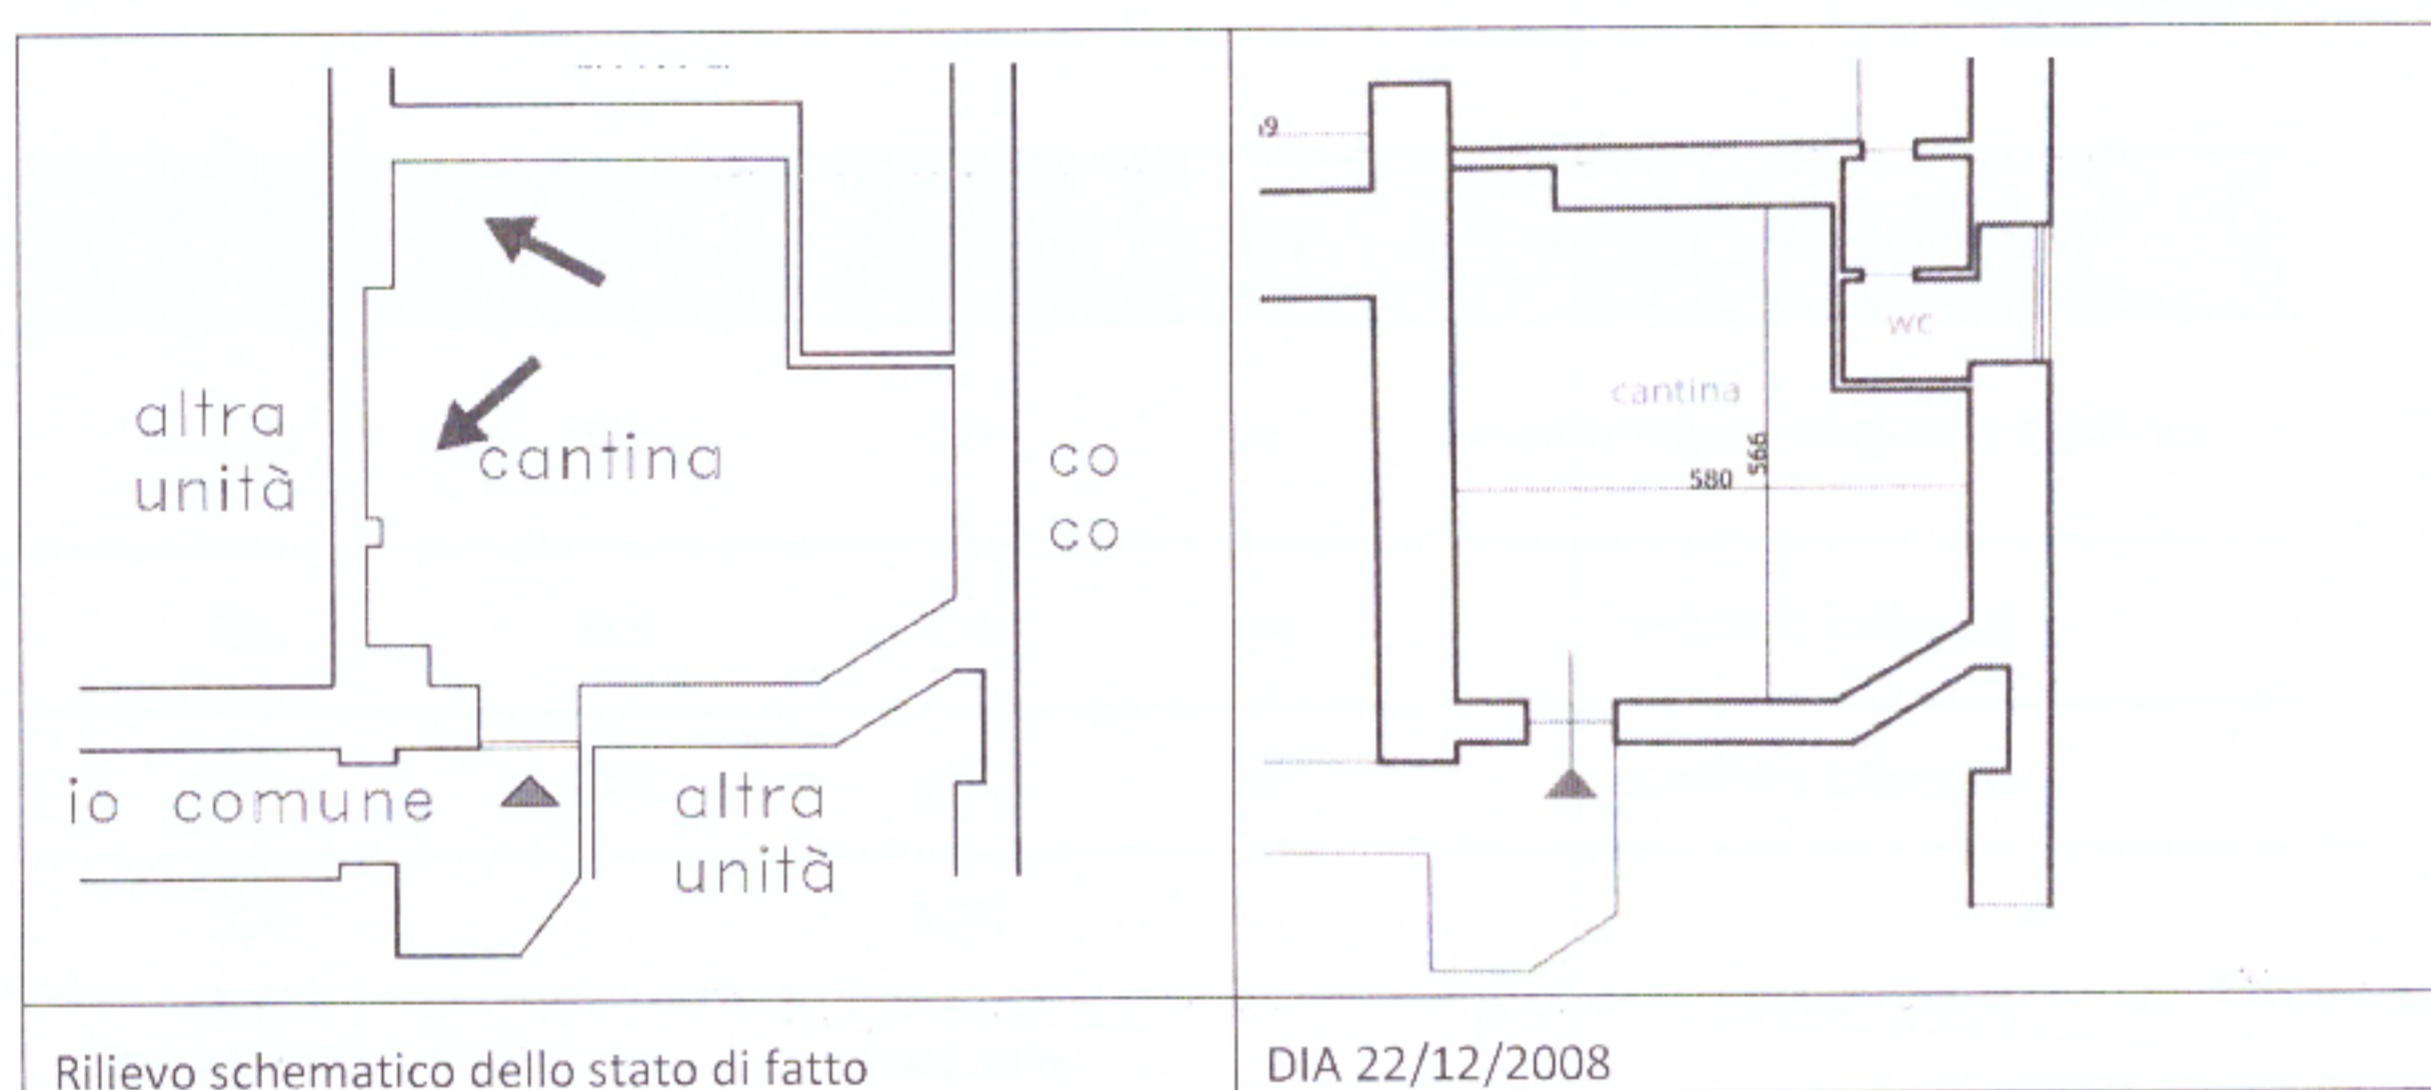 altra
unità
cantina
co
co
io comune
altra
unità
Rilievo schematico dello stato di fatto
wc
cantina
566
580
DIA 22/12/2008